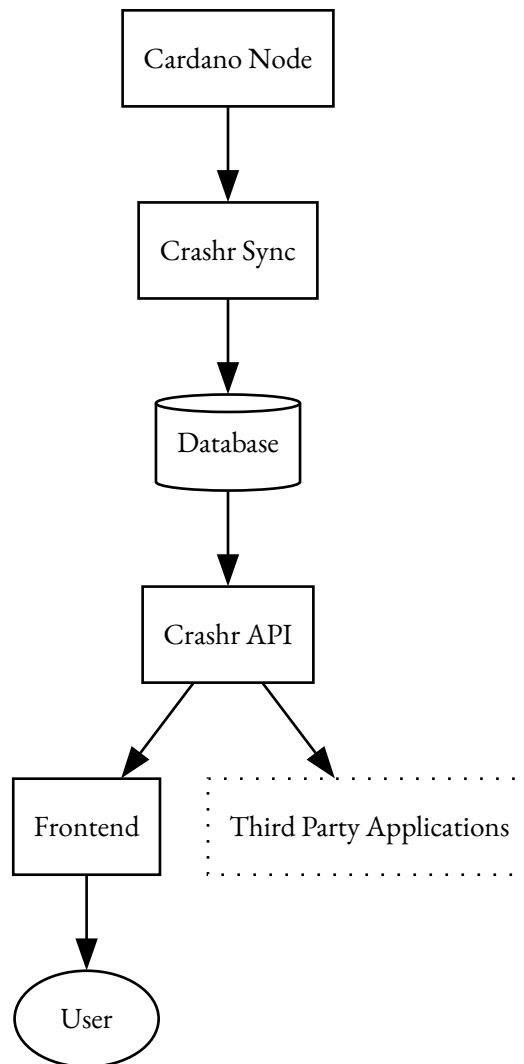 Cardano Node
Crashr Sync
Database
Crashr API
Frontend
Third Party Applications
User